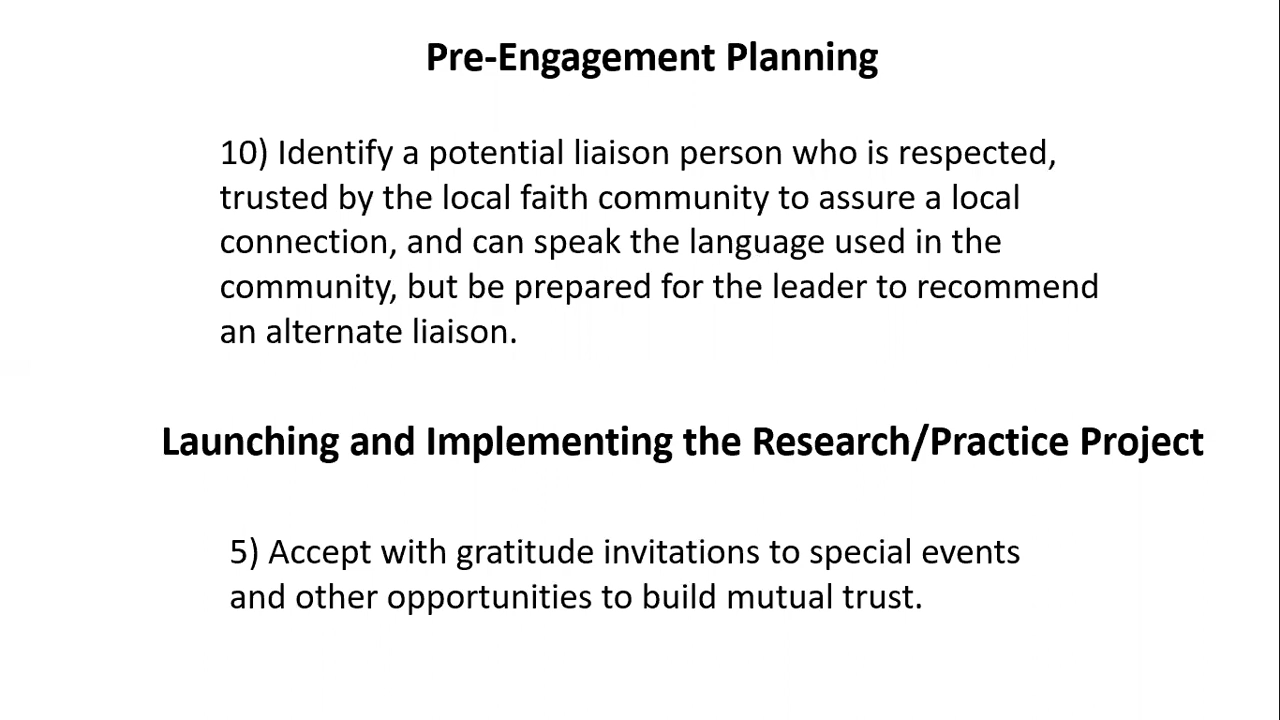 Pre-Engagement Planning
10) Identify a potential liaison person who is respected,
trusted by the local faith community to assure a local
connection, and can speak the language used in the
community, but be prepared for the leader to recommend
an alternate liaison.
Launching and Implementing the Research/Practice Project
5) Accept with gratitude invitations to special events
and other opportunities to build mutual trust.